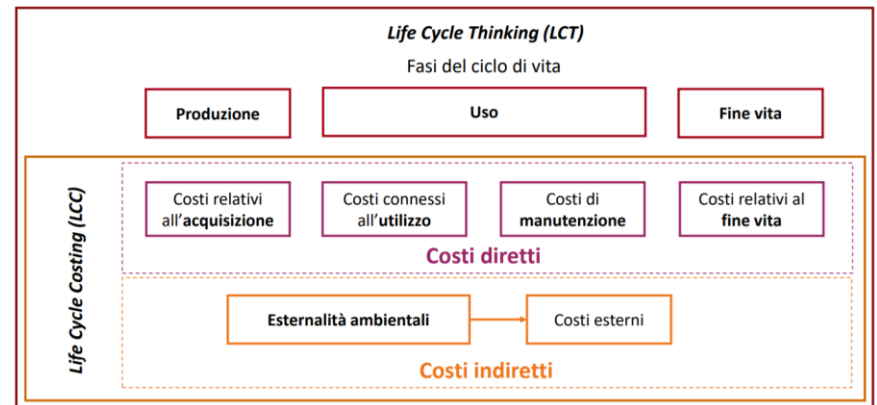 Life Cycle Thinking (LCT)
Fasi del ciclo di vita
Produzione
Uso
Fine vita
Life Cycle Costing (LCC)
Costi relativi
all'acquisizione
Costi connessi
all'utilizzo
Costi di
manutenzione
Costi relativi al
fine vita
Costi diretti
Esternalità ambientali
Costi esterni
Costi indiretti